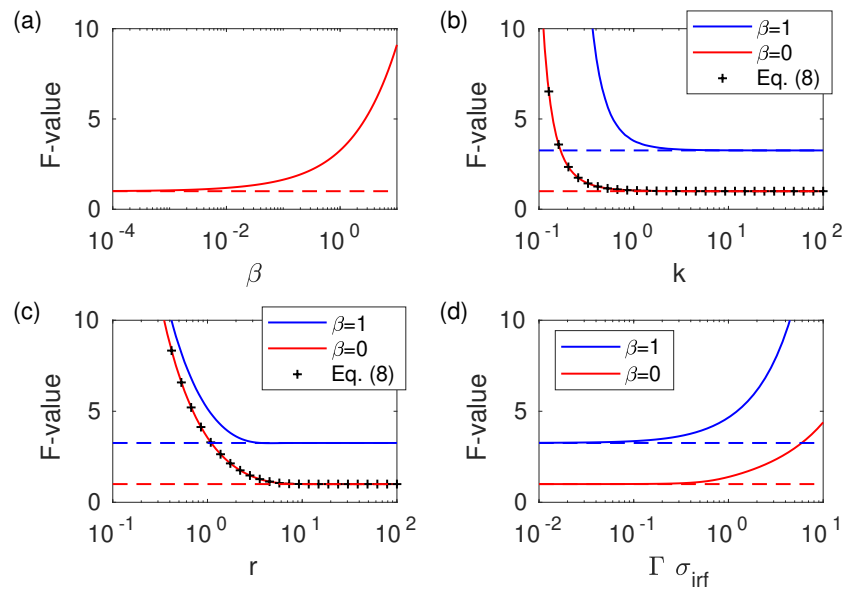 (a)
10
5
0
F-value
10^-4
10^-2
10^0
β
(b)
10
5
0
F-value
β=1
β=0
Eq. (8)
10^-1
10^0
10^1
10^2
k
(c)
10
5
0
F-value
β=1
β=0
Eq. (8)
10^-1
10^0
10^1
10^2
r
(d)
10
5
0
F-value
β=1
β=0
10^-2
10^-1
10^0
10^1
Γ σ_irf